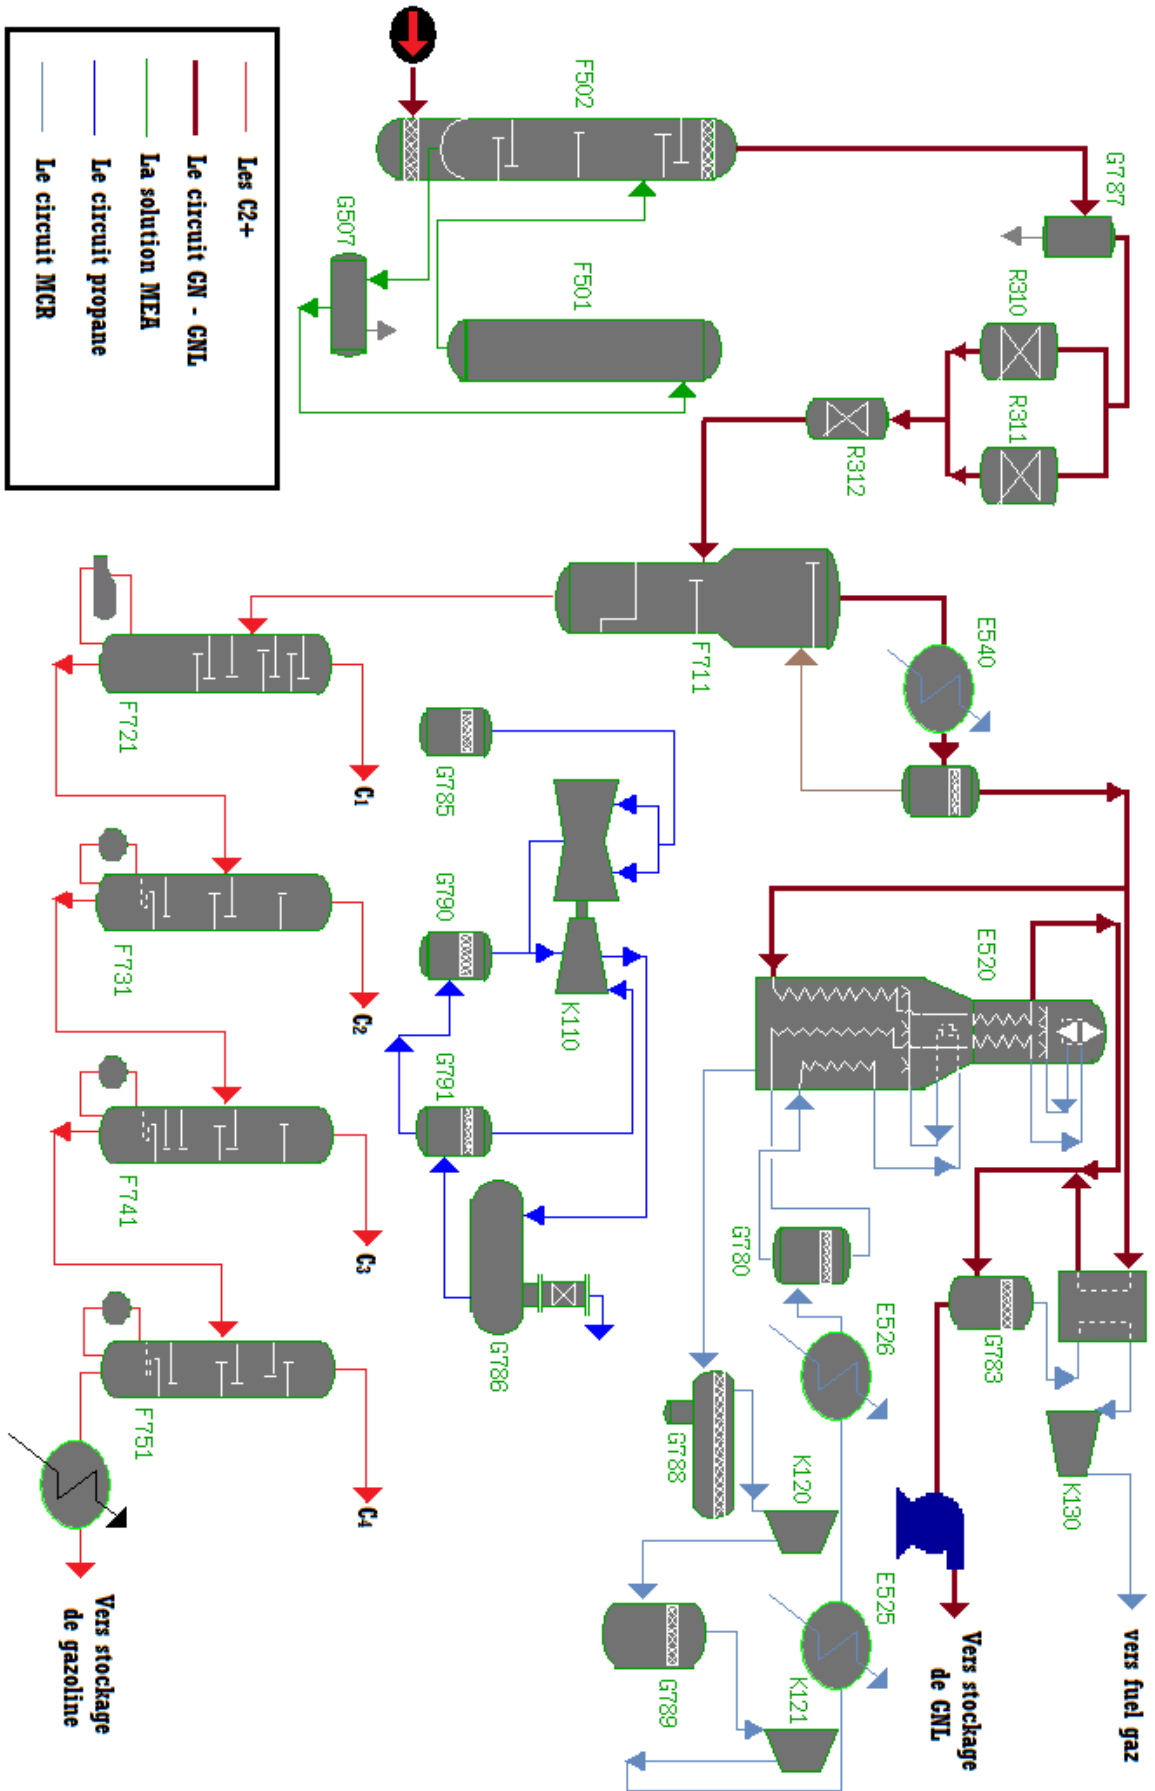 F502
G787
R310
R311
R312
G507
F501
E540
F711
E520
G783
K130
vers fuel gaz
Vers stockage
de GNL
G780
E526
K120
E525
K121
G788
G789
G785
G790
K110
G791
G786
F721
C1
F731
C2
F741
C3
F751
C4
Vers stockage
de gazoline
Les C2+
Le circuit GN - GNL
La solution MEA
Le circuit propane
Le circuit MCR